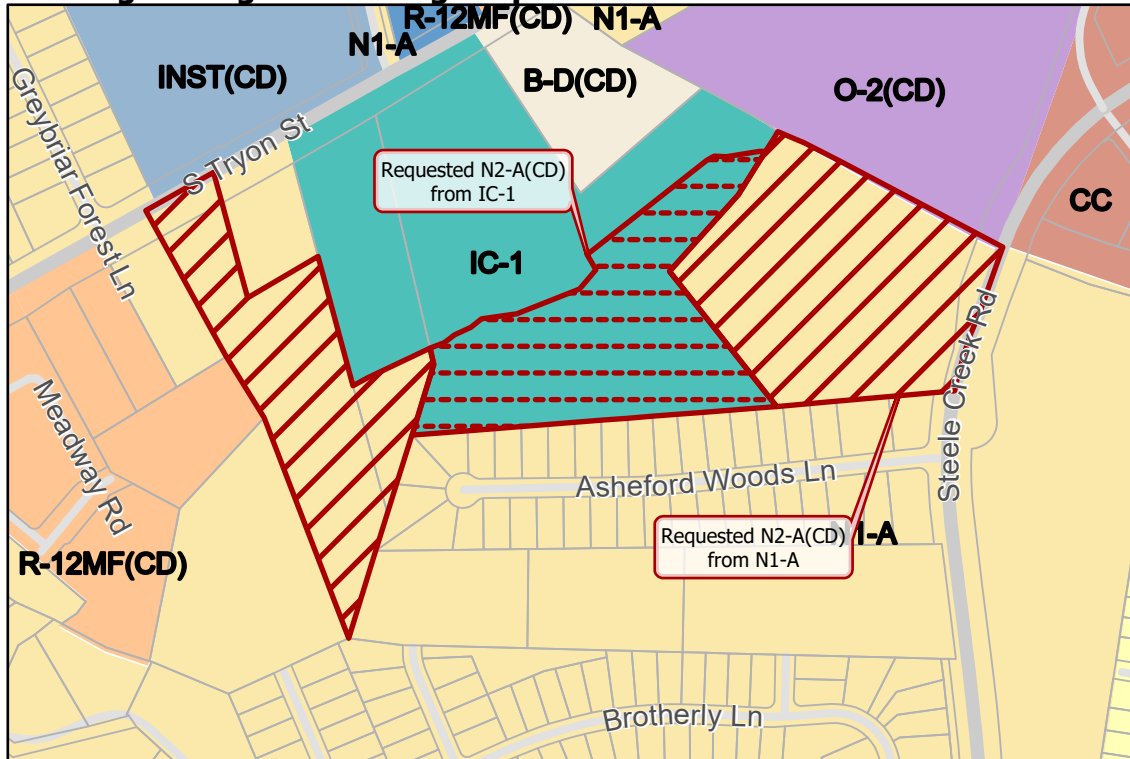 R-12MF(CD)
N1-A
N1-A
INST(CD)
B-D(CD)
O-2(CD)
S Tryon St
Greybriar Forest Ln
Requested N2-A(CD)
from IC-1
CC
IC-1
Steele Creek Rd
Meadway Rd
Asheford Woods Ln
Requested N2-A(CD)
from N1-A
N1-A
R-12MF(CD)
Brotherly Ln